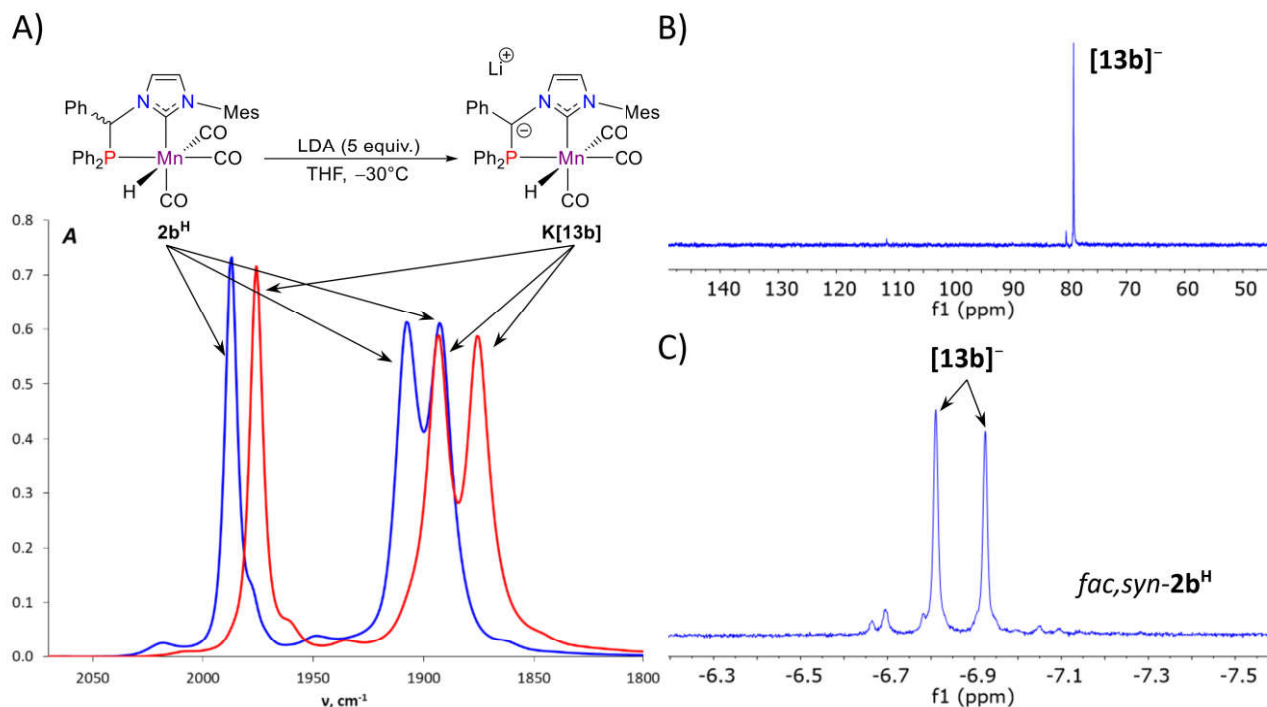 A)
Li⊕
Ph
N
N
Mes
Ph₂P
Mn
CO
CO
H
CO
LDA (5 equiv.)
THF, −30°C
Ph
N
N
Mes
⊖
Ph₂P
Mn
CO
CO
H
CO
2bᴴ
K[13b]
A
0.8
0.7
0.6
0.5
0.4
0.3
0.2
0.1
0.0
2050
2000
1950
1900
1850
1800
ν, cm⁻¹
B)
[13b]⁻
140 130 120 110 100 90 80 70 60 50
f1 (ppm)
C)
[13b]⁻
fac,syn-2bᴴ
-6.3 -6.5 -6.7 -6.9 -7.1 -7.3 -7.5
f1 (ppm)